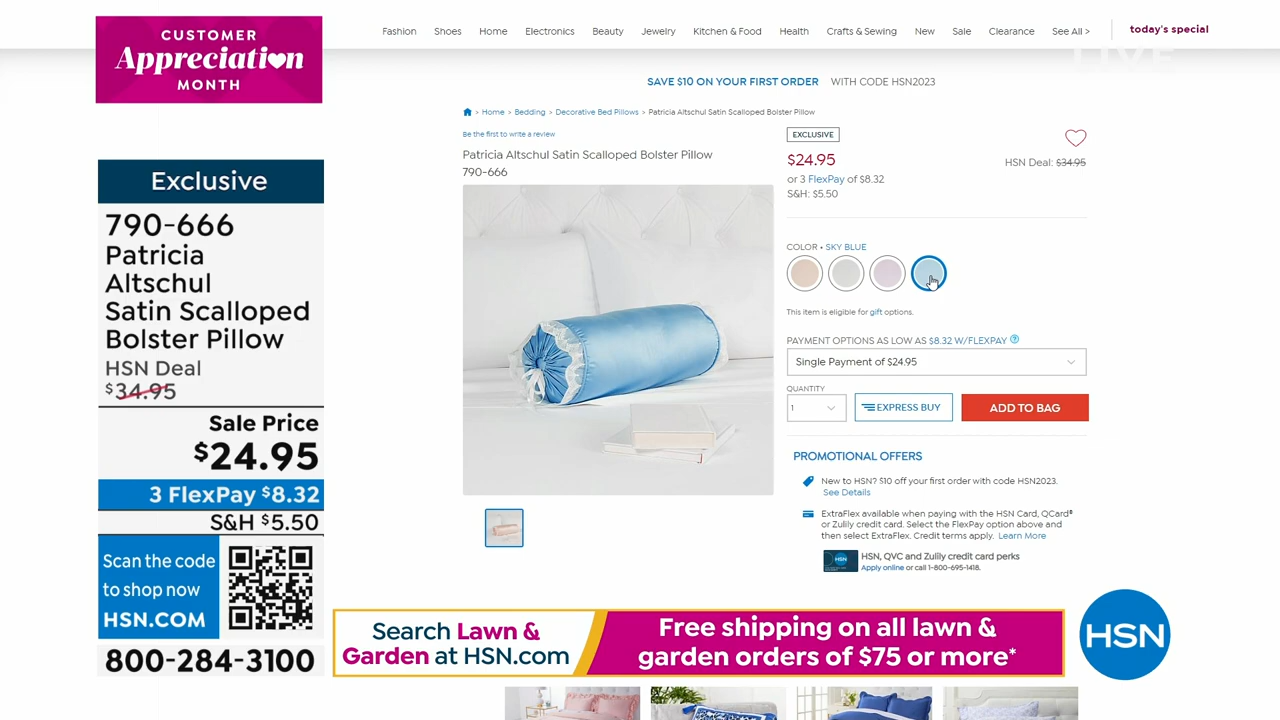 CUSTOMER
Appreciation
MONTH
Fashion Shoes Home Electronics Beauty Jewelry Kitchen & Food Health Crafts & Sewing New Sale Clearance See All >
today's special
LIVE
SAVE $10 ON YOUR FIRST ORDER WITH CODE HSN2023
> Home > Bedding > Decorative Bed Pillows > Patricia Altschul Satin Scalloped Bolster Pillow
Be the first to write a review
Patricia Altschul Satin Scalloped Bolster Pillow
790-666
EXCLUSIVE
$24.95
HSN Deal: $34.95
or 3 FlexPay of $8.32
S&H: $5.50
COLOR • SKY BLUE
This item is eligible for gift options.
PAYMENT OPTIONS AS LOW AS $8.32 W/FLEXPAY ?
Single Payment of $24.95
QUANTITY
1
EXPRESS BUY
ADD TO BAG
PROMOTIONAL OFFERS
New to HSN? $10 off your first order with code HSN2023.
See Details
ExtraFlex available when paying with the HSN Card, QCard®
or Zulily credit card. Select the FlexPay option above and
then select ExtraFlex. Credit terms apply. Learn More
HSN, QVC and Zulily credit card perks
Apply online or call 1-800-695-1418.
Exclusive
790-666
Patricia
Altschul
Satin Scalloped
Bolster Pillow
HSN Deal
$34.95
Sale Price
$24.95
3 FlexPay $8.32
S&H $5.50
Scan the code
to shop now
HSN.COM
800-284-3100
Search Lawn &
Garden at HSN.com
Free shipping on all lawn &
garden orders of $75 or more*
HSN